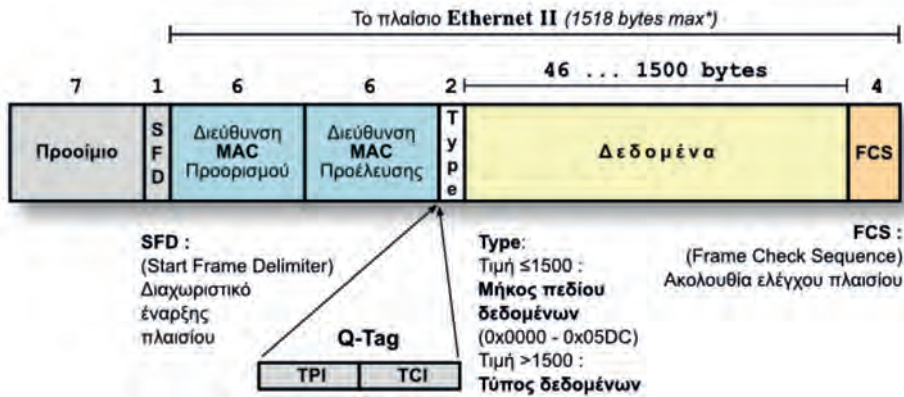 Το πλαίσιο Ethernet II (1518 bytes max*)
46 ... 1500 bytes
7 1 6 6 2 4
Προοίμιο
S
F
D
Διεύθυνση
MAC
Προορισμού
Διεύθυνση
MAC
Προέλευσης
T
y
p
e
Δεδομένα
FCS
SFD :
(Start Frame Delimiter)
Διαχωριστικό
έναρξης
πλαισίου
Type:
Τιμή ≤1500 :
Μήκος πεδίου
δεδομένων
(0x0000 - 0x05DC)
Τιμή >1500 :
Τύπος δεδομένων
FCS :
(Frame Check Sequence)
Ακολουθία ελέγχου πλαισίου
Q-Tag
TPI TCI